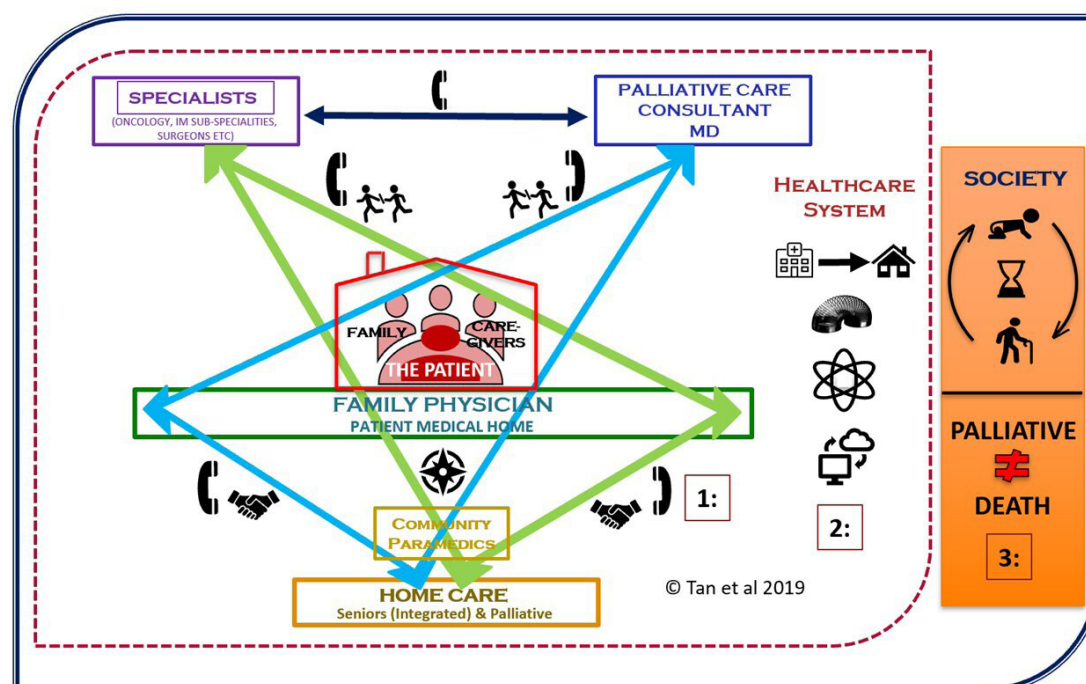 SPECIALISTS
(ONCOLOGY, IM SUB-SPECIALITIES,
SURGEONS ETC)
PALLIATIVE CARE
CONSULTANT
MD
HEALTHCARE
SYSTEM
SOCIETY
FAMILY
CARE-
GIVERS
THE PATIENT
FAMILY PHYSICIAN
PATIENT MEDICAL HOME
COMMUNITY
PARAMEDICS
HOME CARE
Seniors (Integrated) & Palliative
1:
2:
© Tan et al 2019
PALLIATIVE
≠
DEATH
3: